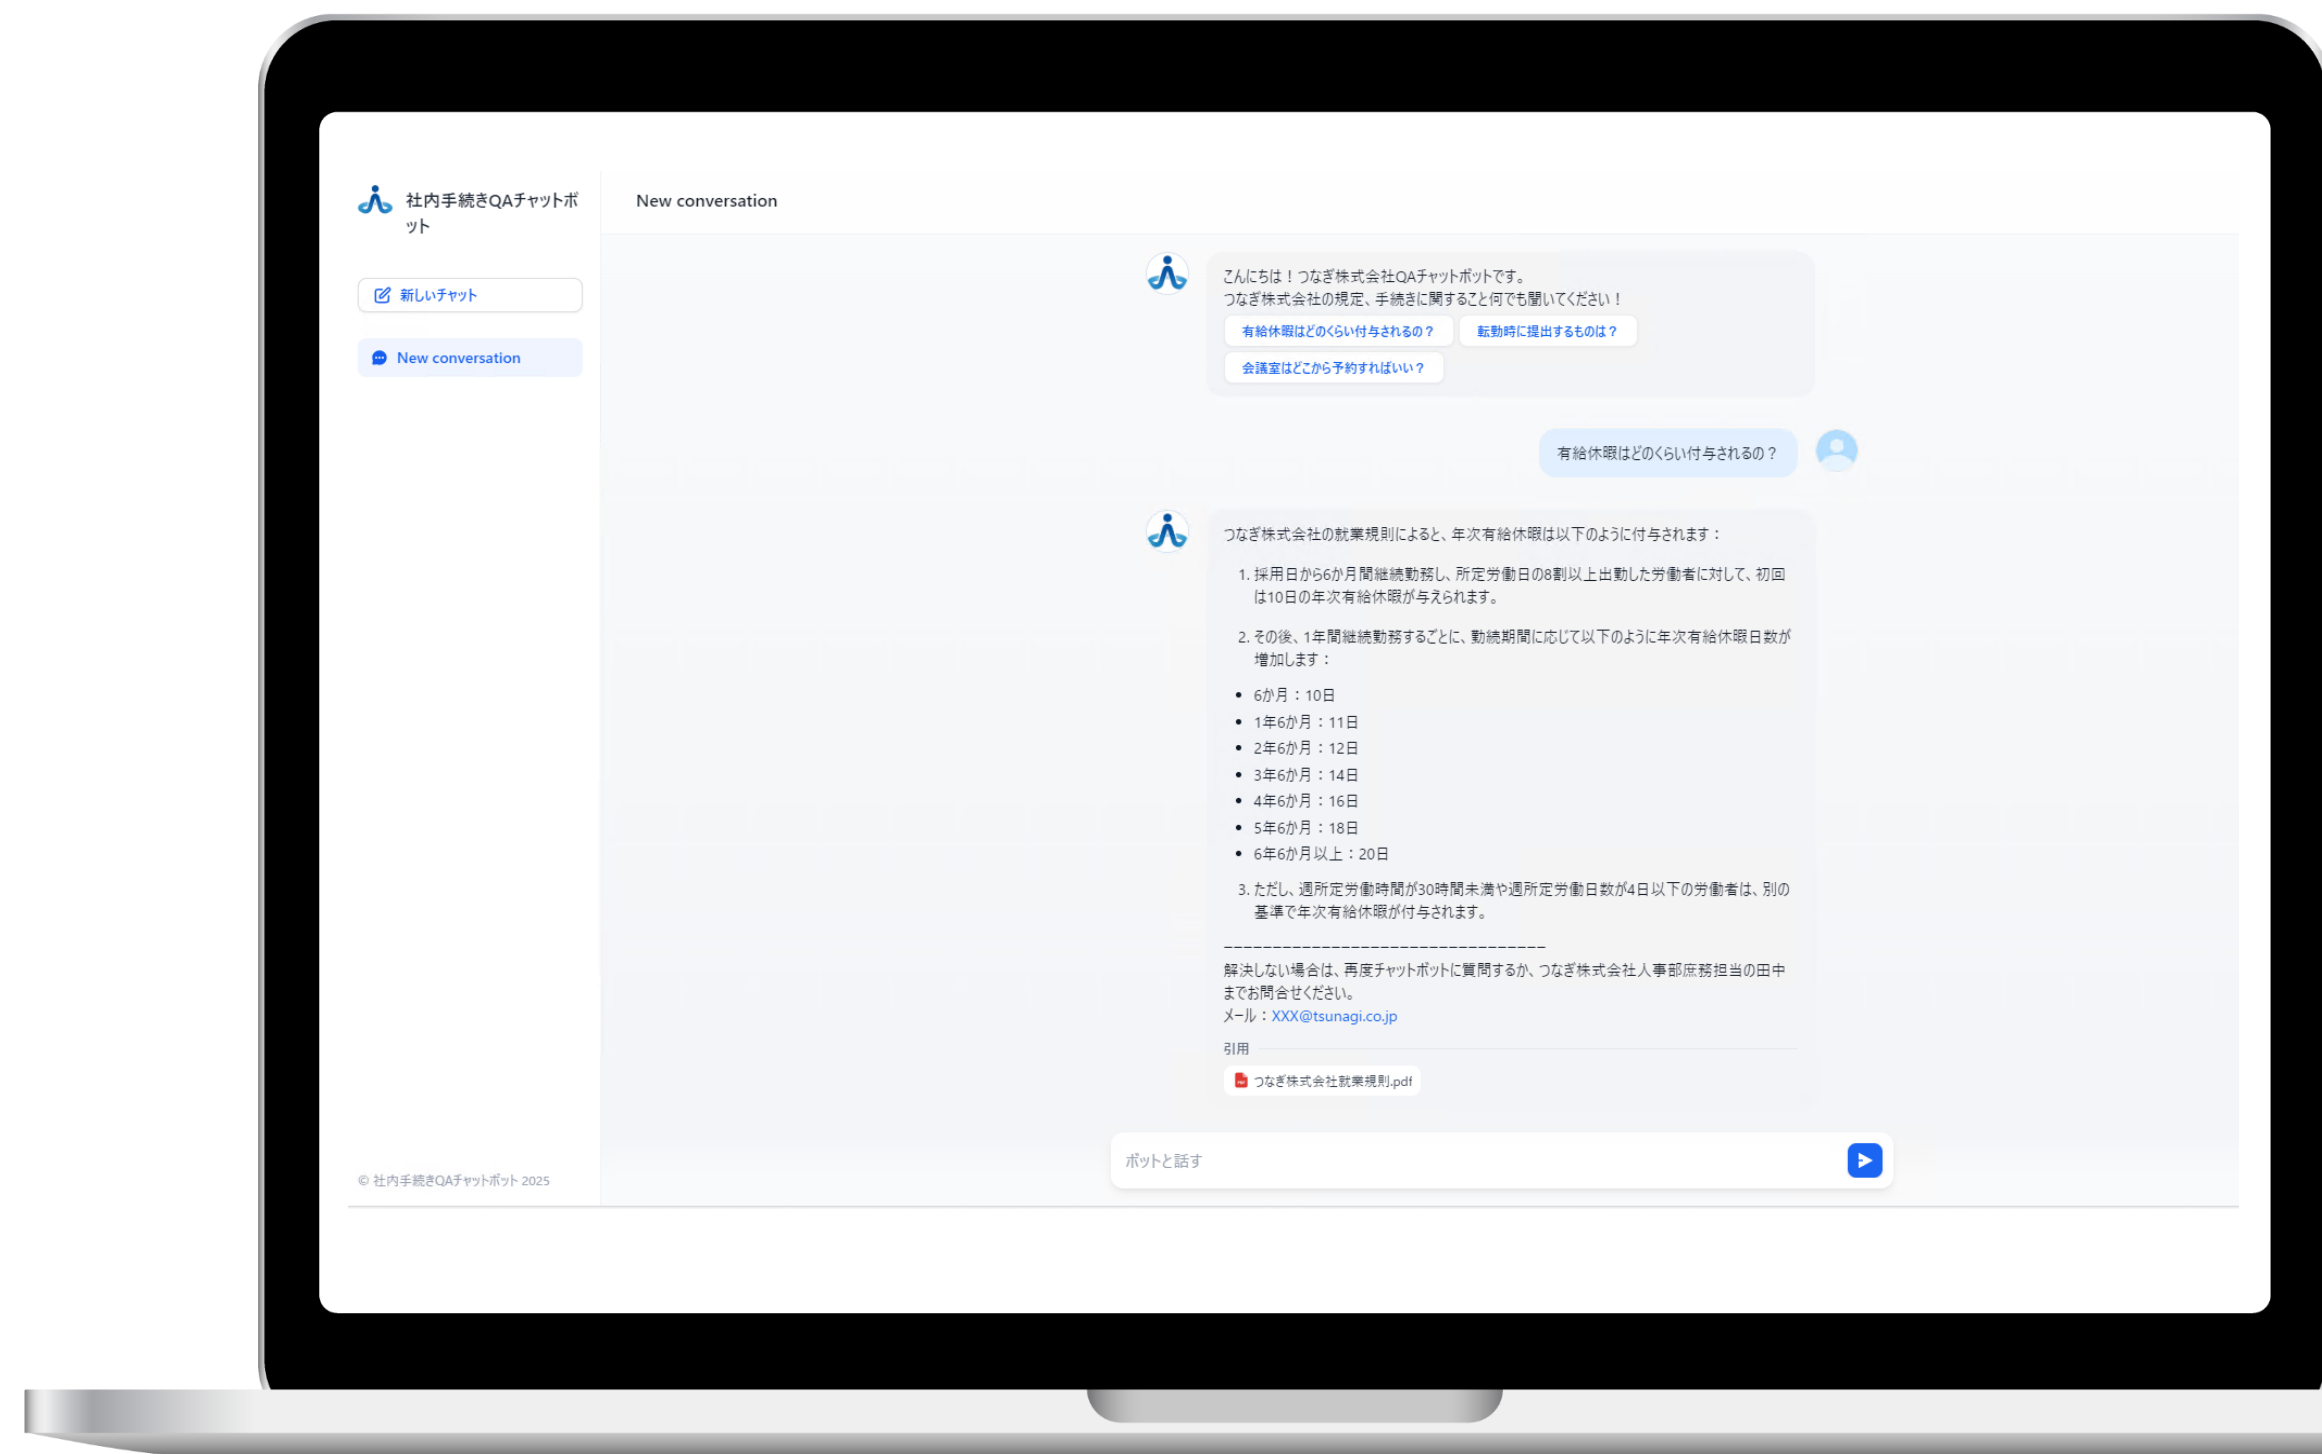 社内手続きQAチャットボ
ット
新しいチャット
New conversation
© 社内手続きQAチャットボット 2025
New conversation
こんにちは！つなぎ株式会社QAチャットボットです。
つなぎ株式会社の規定、手続きに関すること何でも聞いてください！
有給休暇はどのくらい付与されるの？
転勤時に提出するものは？
会議室はどこから予約すればいい？
有給休暇はどのくらい付与されるの？
つなぎ株式会社の就業規則によると、年次有給休暇は以下のように付与されます：
1. 採用日から6か月間継続勤務し、所定労働日の8割以上出勤した労働者に対して、初回
は10日の年次有給休暇が与えられます。
2. その後、1年間継続勤務するごとに、勤続期間に応じて以下のように年次有給休暇日数が
増加します：
• 6か月：10日
• 1年6か月：11日
• 2年6か月：12日
• 3年6か月：14日
• 4年6か月：16日
• 5年6か月：18日
• 6年6か月以上：20日
3. ただし、週所定労働時間が30時間未満や週所定労働日数が4日以下の労働者は、別の
基準で年次有給休暇が付与されます。
---------------------------------
解決しない場合は、再度チャットボットに質問するか、つなぎ株式会社人事部庶務担当の田中
までお問合せください。
メール：XXX@tsunagi.co.jp
引用
つなぎ株式会社就業規則.pdf
ボットと話す